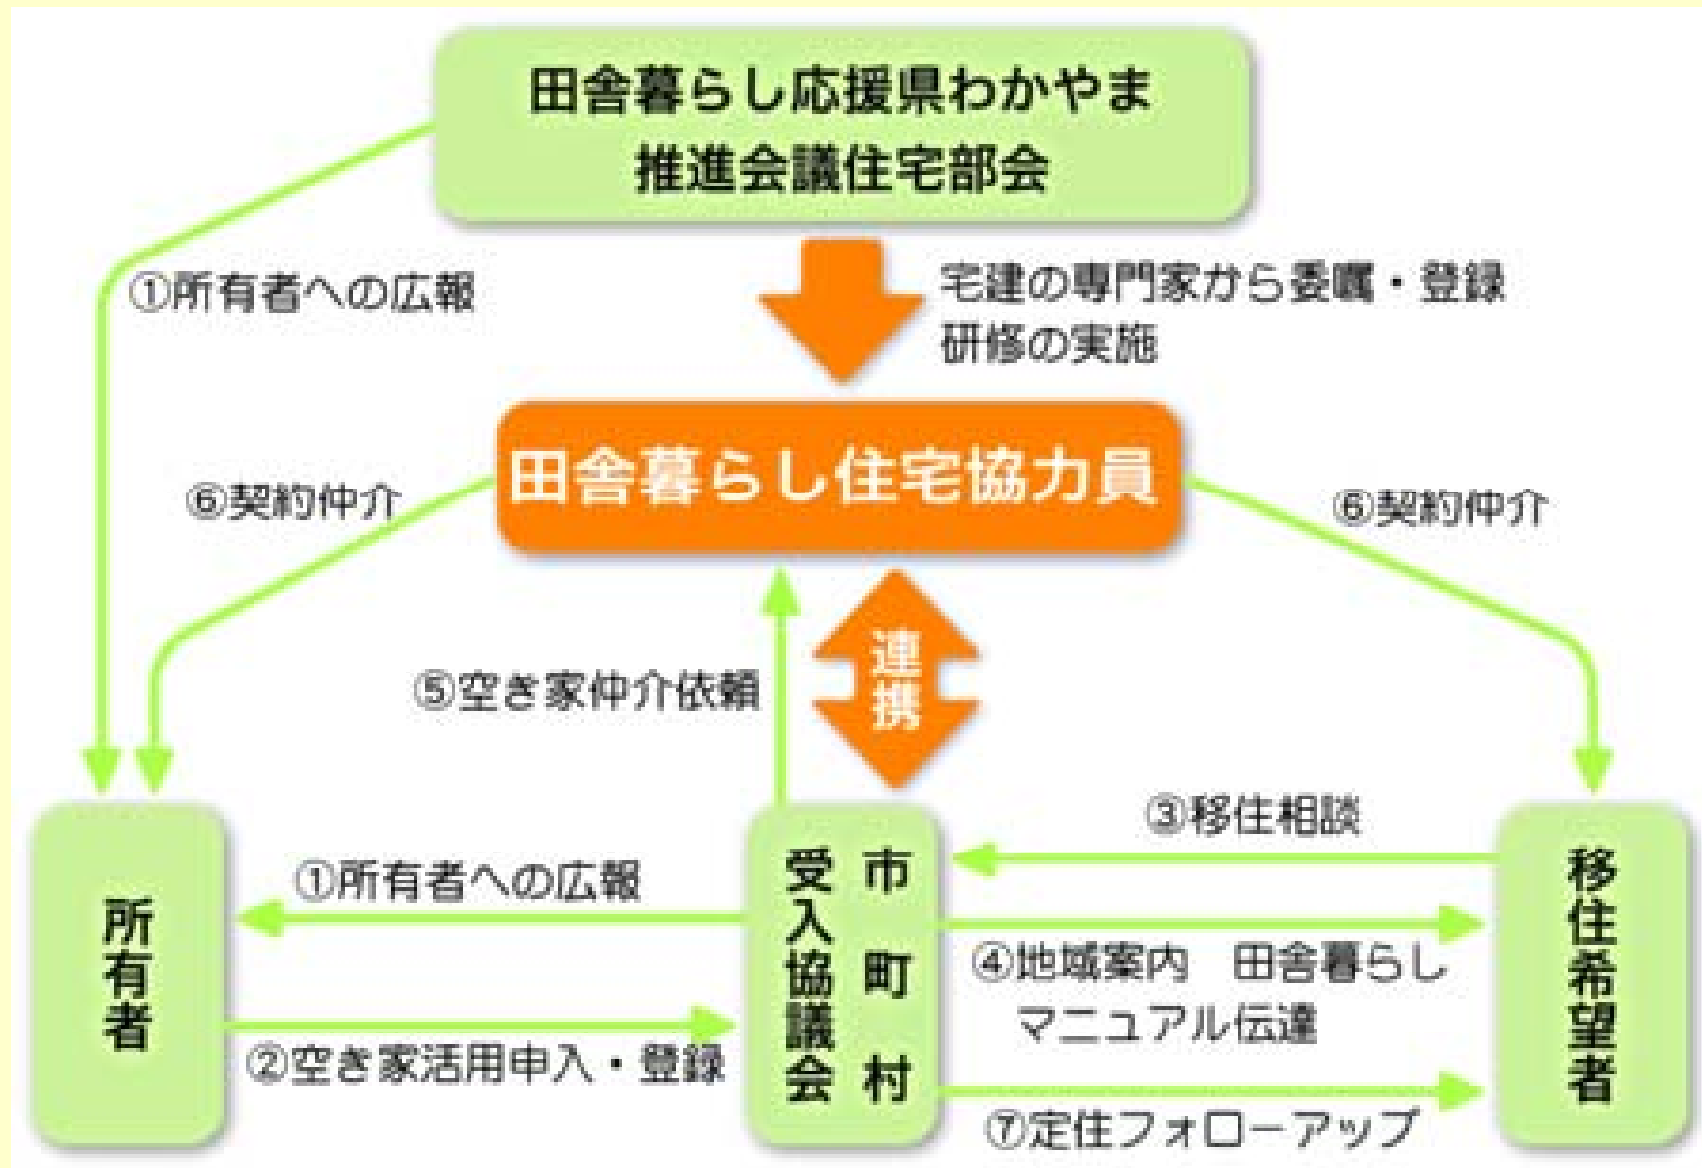 田舎暮らし応援県わかやま
推進会議住宅部会
①所有者への広報
宅建の専門家から委嘱・登録
研修の実施
田舎暮らし住宅協力員
⑥契約仲介
⑥契約仲介
⑤空き家仲介依頼
連携
③移住相談
①所有者への広報
所有者
市町村
受入協議会
移住希望者
④地域案内　田舎暮らし
マニュアル伝達
②空き家活用申入・登録
⑦定住フォローアップ